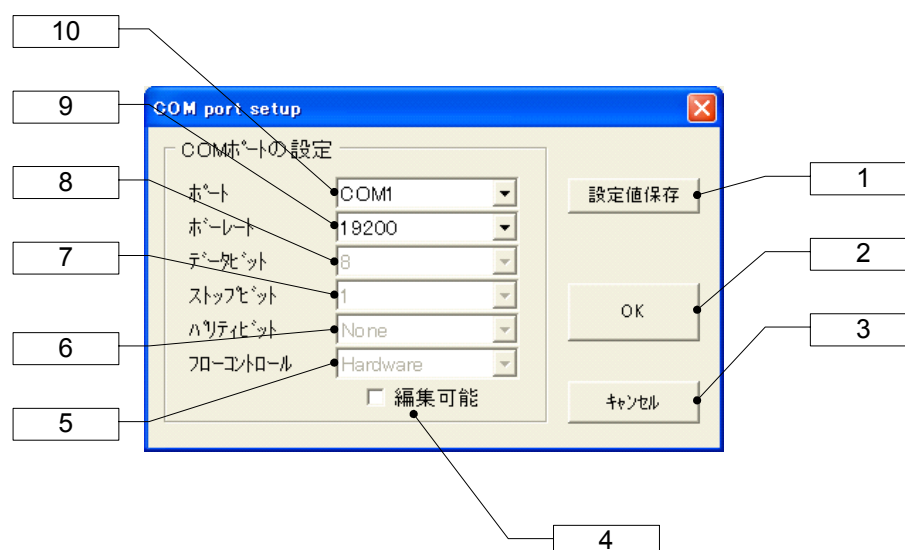 10
9
8
7
6
5
COM port setup
COMﾎﾟｰﾄの設定
ﾎﾟｰﾄ
COM1
ﾎﾞｰﾚｰﾄ
19200
ﾃﾞｰﾀﾋﾞｯﾄ
8
ｽﾄｯﾌﾟﾋﾞｯﾄ
1
ﾊﾟﾘﾃｨﾋﾞｯﾄ
None
ﾌﾛｰｺﾝﾄﾛｰﾙ
Hardware
編集可能
設定値保存
OK
ｷｬﾝｾﾙ
1
2
3
4